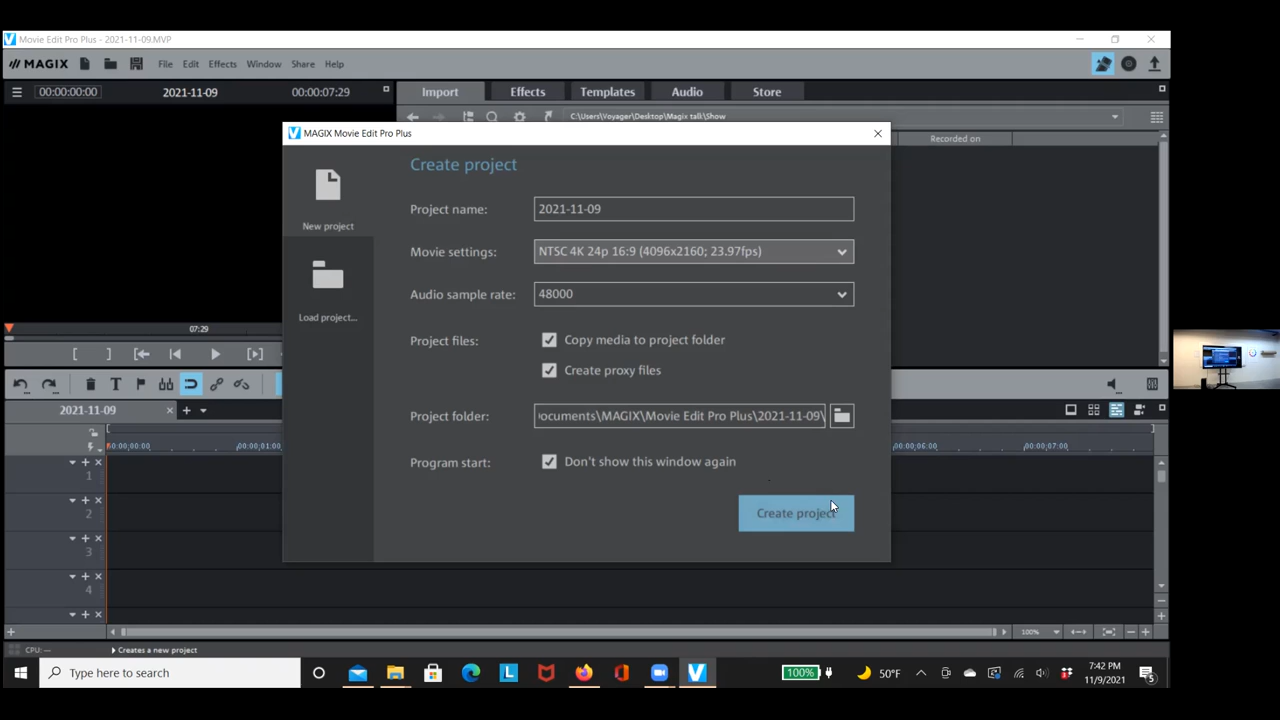 Movie Edit Pro Plus - 2021-11-09.MVP
MAGIX File Edit Effects Window Share Help
00:00:00:00 2021-11-09 00:00:07:29 Import Effects Templates Audio Store
C:\Users\Voyager\Desktop\Magix talk\Show
MAGIX Movie Edit Pro Plus
Recorded on
Create project
New project
Project name: 2021-11-09
Movie settings: NTSC 4K 24p 16:9 (4096x2160; 23.97fps)
Audio sample rate: 48000
Load project...
07:29
Project files: Copy media to project folder
Create proxy files
Project folder: ocuments\MAGIX\Movie Edit Pro Plus\2021-11-09\
2021-11-09
00:00:00:00 00:00:01:00 00:00:06:00 00:00:07:00
Program start: Don't show this window again
1
Create project
2
3
4
100%
CPU: -- Creates a new project
Type here to search
L
100% 50°F
7:42 PM
11/9/2021
5